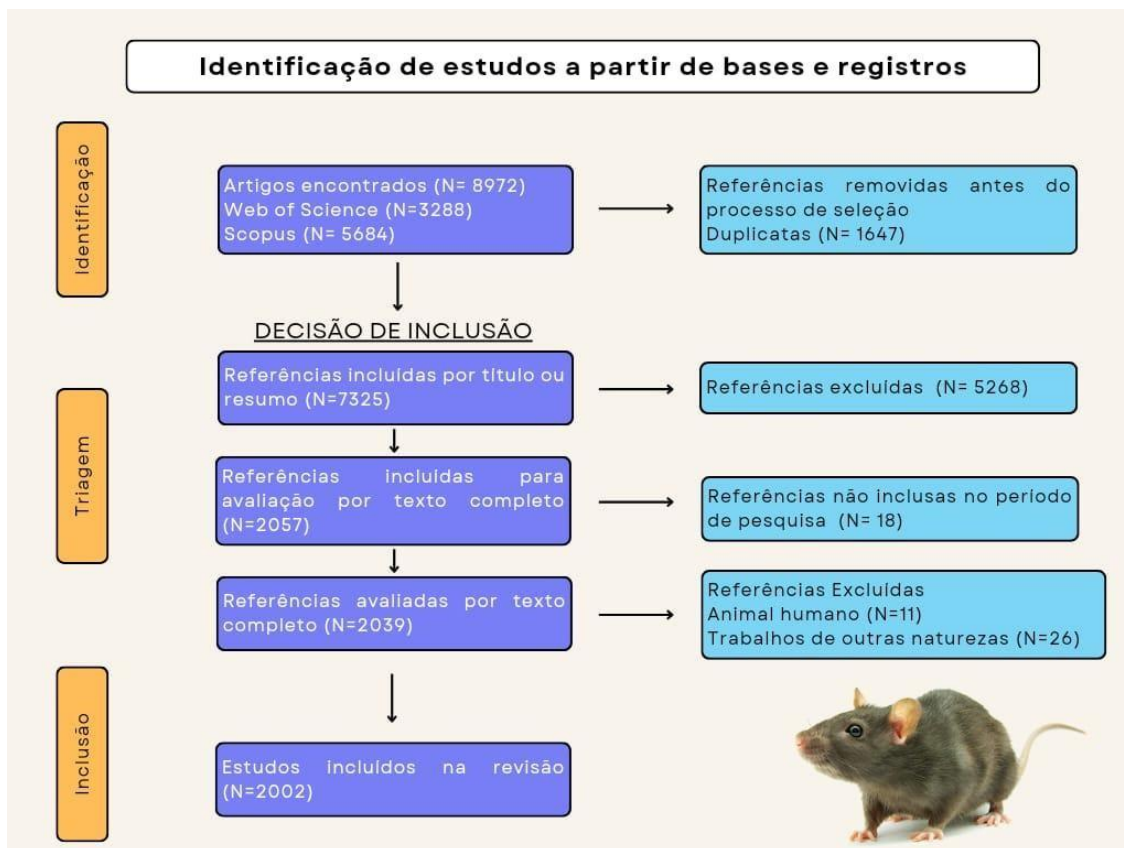 Identificação de estudos a partir de bases e registros
Identificação
Artigos encontrados (N= 8972)
Web of Science (N=3288)
Scopus (N= 5684)
Referências removidas antes do
processo de seleção
Duplicatas (N= 1647)
DECISÃO DE INCLUSÃO
Triagem
Referências incluídas por título ou
resumo (N=7325)
Referências excluídas (N= 5268)
Referências incluidas para
avaliação por texto completo
(N=2057)
Referências não inclusas no período
de pesquisa (N= 18)
Referências avaliadas por texto
completo (N=2039)
Referências Excluídas
Animal humano (N=11)
Trabalhos de outras naturezas (N=26)
Inclusão
Estudos incluídos na revisão
(N=2002)